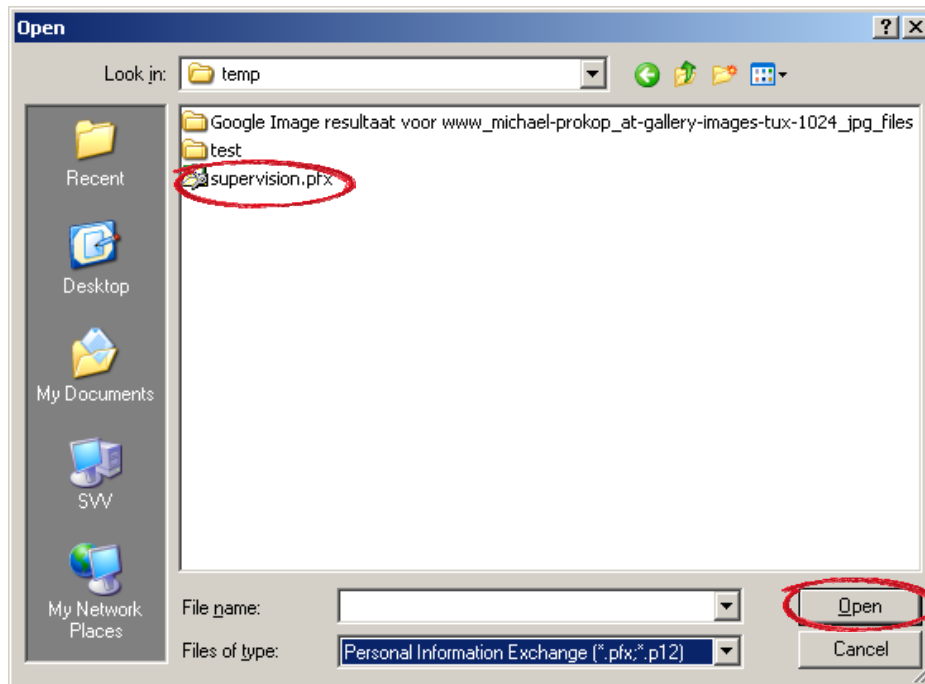 Open
Look in:
temp
Google Image resultaat voor www_michael-prokop_at-gallery-images-tux-1024_jpg_files
test
supervision.pfx
Recent
Desktop
My Documents
SVV
My Network
Places
File name:
Open
Files of type:
Personal Information Exchange (*.pfx;*.p12)
Cancel